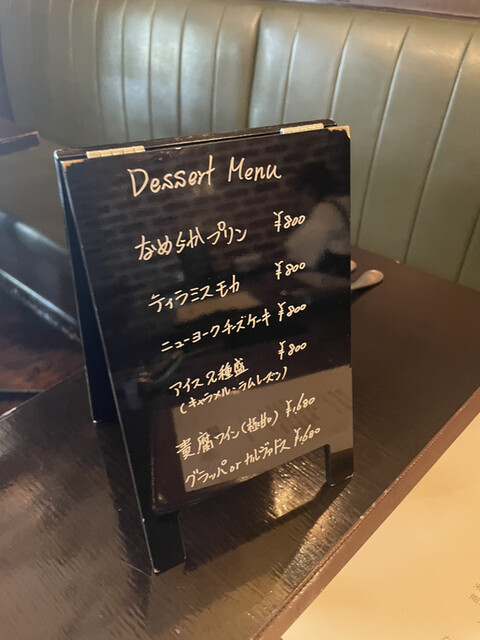 Dessert Menu
なめらかプリン ¥800
ティラミスモカ ¥800
ニューヨークチーズケーキ ¥800
アイス2種盛 ¥800
(キャラメル・ラムレーズン)
貴腐ワイン(極甘口) ¥1,680
グラッパ or カルヴァドス ¥1,680